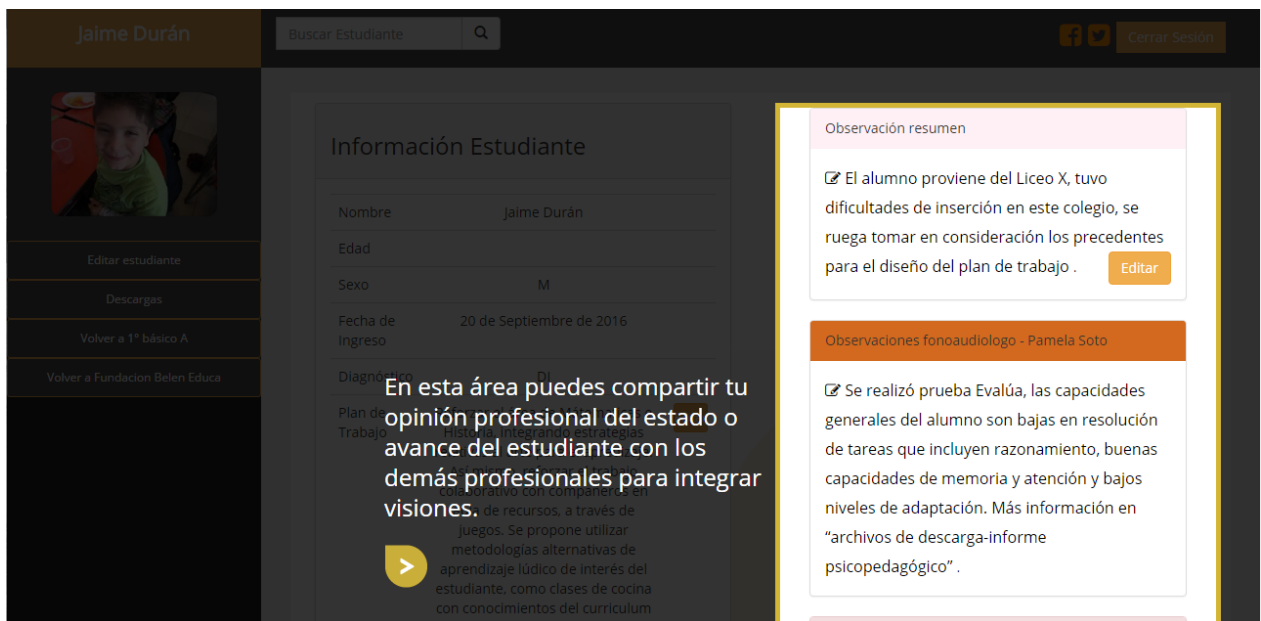 Jaime Durán
Buscar Estudiante
Cerrar Sesión
Editar estudiante
Descargas
Volver a 1º básico A
Volver a Fundacion Belen Educa
Información Estudiante
Nombre Jaime Durán
Edad
Sexo M
Fecha de Ingreso 20 de Septiembre de 2016
Diagnóstico DI
Plan de Trabajo
Historia, integrando estrategias
colaborativo con compañeros en
de recursos, a través de
juegos. Se propone utilizar
metodologías alternativas de
aprendizaje lúdico de interés del
estudiante, como clases de cocina
con conocimientos del curriculum
En esta área puedes compartir tu
opinión profesional del estado o
avance del estudiante con los
demás profesionales para integrar
visiones.
Observación resumen
El alumno proviene del Liceo X, tuvo
dificultades de inserción en este colegio, se
ruega tomar en consideración los precedentes
para el diseño del plan de trabajo .
Editar
Observaciones fonoaudiologo - Pamela Soto
Se realizó prueba Evalúa, las capacidades
generales del alumno son bajas en resolución
de tareas que incluyen razonamiento, buenas
capacidades de memoria y atención y bajos
niveles de adaptación. Más información en
“archivos de descarga-informe
psicopedagógico” .